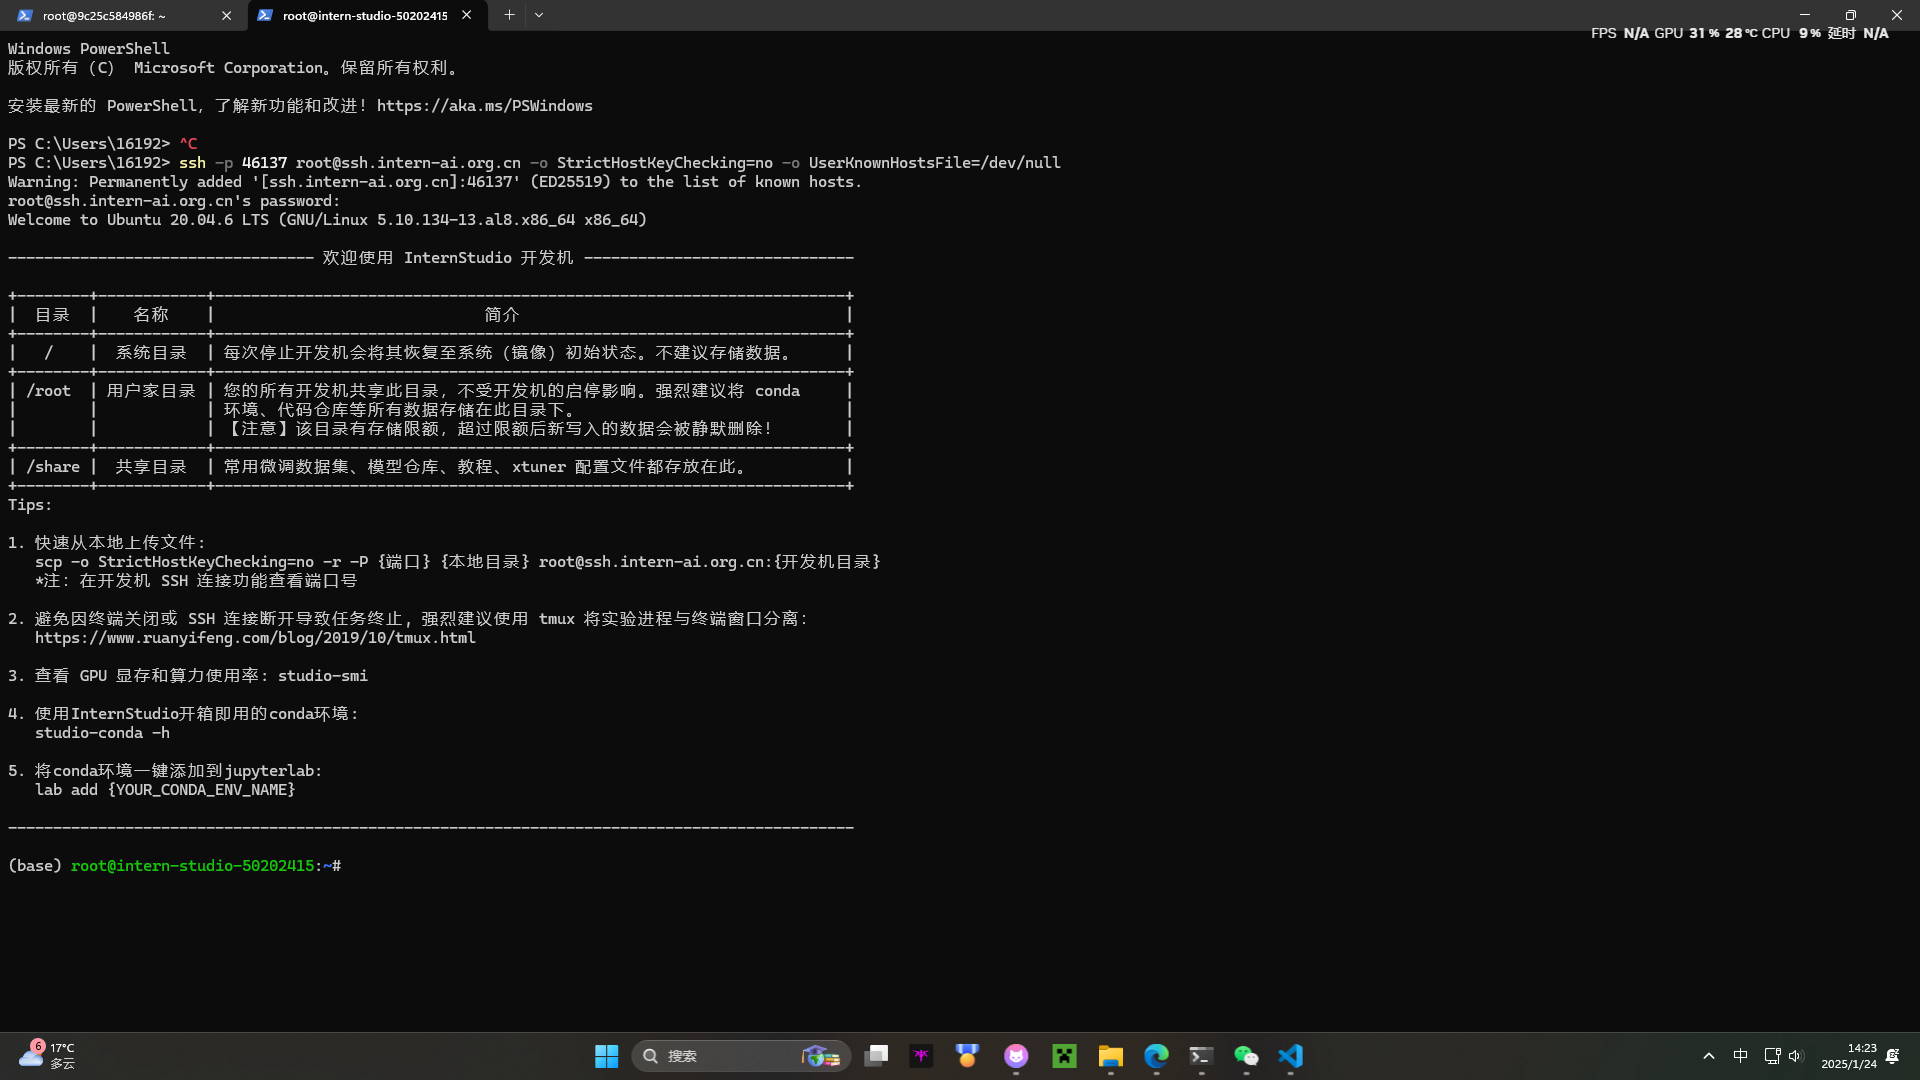 root@9c25c584986f: ~
root@intern-studio-50202415
FPS N/A GPU 31 % 28 °C CPU 9 % 延时 N/A
Windows PowerShell
版权所有（C） Microsoft Corporation。保留所有权利。
安装最新的 PowerShell，了解新功能和改进！https://aka.ms/PSWindows
PS C:\Users\16192> ^C
PS C:\Users\16192> ssh -p 46137 root@ssh.intern-ai.org.cn -o StrictHostKeyChecking=no -o UserKnownHostsFile=/dev/null
Warning: Permanently added '[ssh.intern-ai.org.cn]:46137' (ED25519) to the list of known hosts.
root@ssh.intern-ai.org.cn's password:
Welcome to Ubuntu 20.04.6 LTS (GNU/Linux 5.10.134-13.al8.x86_64 x86_64)
---------------------------------- 欢迎使用 InternStudio 开发机 ------------------------------
+--------+------------+----------------------------------------------------------------------+
| 目录 | 名称 | 简介 |
+--------+------------+----------------------------------------------------------------------+
| / | 系统目录 | 每次停止开发机会将其恢复至系统（镜像）初始状态。不建议存储数据。 |
+--------+------------+----------------------------------------------------------------------+
| /root | 用户家目录 | 您的所有开发机共享此目录，不受开发机的启停影响。强烈建议将 conda |
| | | 环境、代码仓库等所有数据存储在此目录下。 |
| | | 【注意】该目录有存储限额，超过限额后新写入的数据会被静默删除！ |
+--------+------------+----------------------------------------------------------------------+
| /share | 共享目录 | 常用微调数据集、模型仓库、教程、xtuner 配置文件都存放在此。 |
+--------+------------+----------------------------------------------------------------------+
Tips:
1. 快速从本地上传文件：
scp -o StrictHostKeyChecking=no -r -P {端口} {本地目录} root@ssh.intern-ai.org.cn:{开发机目录}
*注：在开发机 SSH 连接功能查看端口号
2. 避免因终端关闭或 SSH 连接断开导致任务终止，强烈建议使用 tmux 将实验进程与终端窗口分离：
https://www.ruanyifeng.com/blog/2019/10/tmux.html
3. 查看 GPU 显存和算力使用率：studio-smi
4. 使用InternStudio开箱即用的conda环境：
studio-conda -h
5. 将conda环境一键添加到jupyterlab:
lab add {YOUR_CONDA_ENV_NAME}
----------------------------------------------------------------------------------------------
(base) root@intern-studio-50202415:~#
6
17°C
多云
搜索
中
14:23
2025/1/24